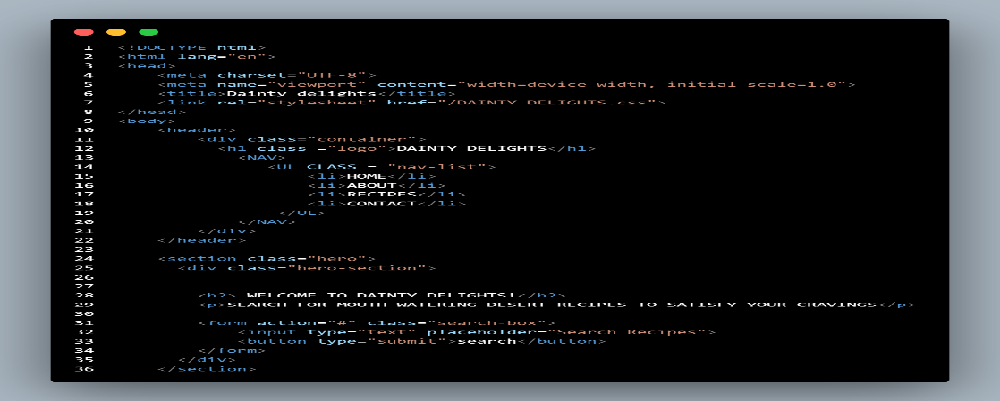 1 <!DOCTYPE html>
2 <html lang="en">
3 <head>
4 <meta charset="UTF-8">
5 <meta name="viewport" content="width=device width, initial scale=1.0">
6 <title>Dainty delights</title>
7 <link rel="stylesheet" href="/DAINTY DELIGHTS.css">
8 </head>
9 <body>
10 <header>
11 <div class="container">
12 <h1 class ="logo">DAINTY DELIGHTS</h1>
13 <NAV>
14 <UL CLASS = "nav-list">
15 <li>HOME</li>
16 <li>ABOUT</li>
17 <li>RECIPES</li>
18 <li>CONTACT</li>
19 </UL>
20 </NAV>
21 </div>
22 </header>
23
24 <section class="hero">
25 <div class="hero-section">
26
27
28 <h2> WELCOME TO DAINTY DELIGHTS!</h2>
29 <p>SEARCH FOR MOUTH WATERING DESERT RECIPES TO SATISFY YOUR CRAVINGS</p>
30
31 <form action="#" class="search-box">
32 <input type="text" placeholder="Search Recipes">
33 <button type="submit">search</button>
34 </form>
35 </div>
36 </section>